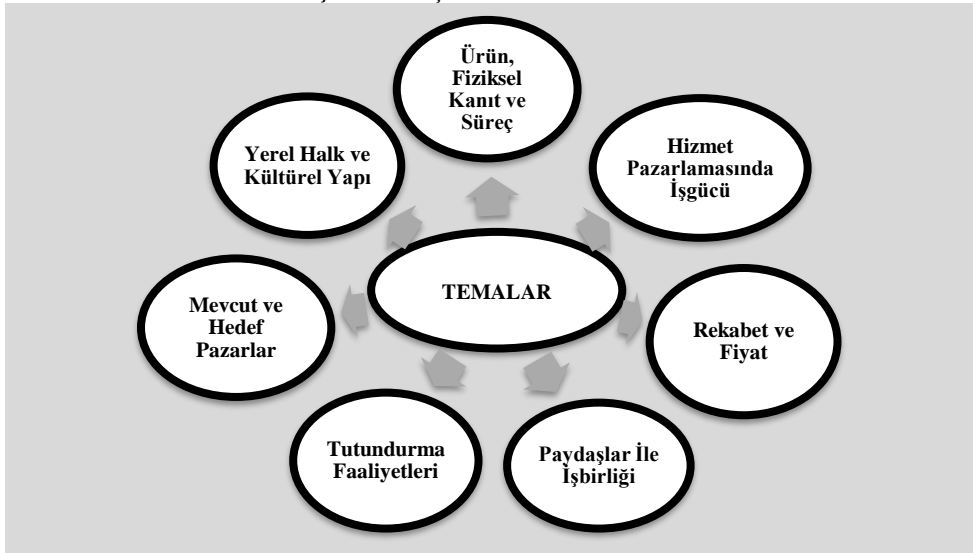 Ürün,
Fiziksel
Kanıt ve
Süreç
Hizmet
Pazarlamasında
İşgücü
Rekabet ve
Fiyat
Paydaşlar İle
İşbirliği
Tutundurma
Faaliyetleri
Mevcut ve
Hedef
Pazarlar
Yerel Halk ve
Kültürel Yapı
TEMALAR